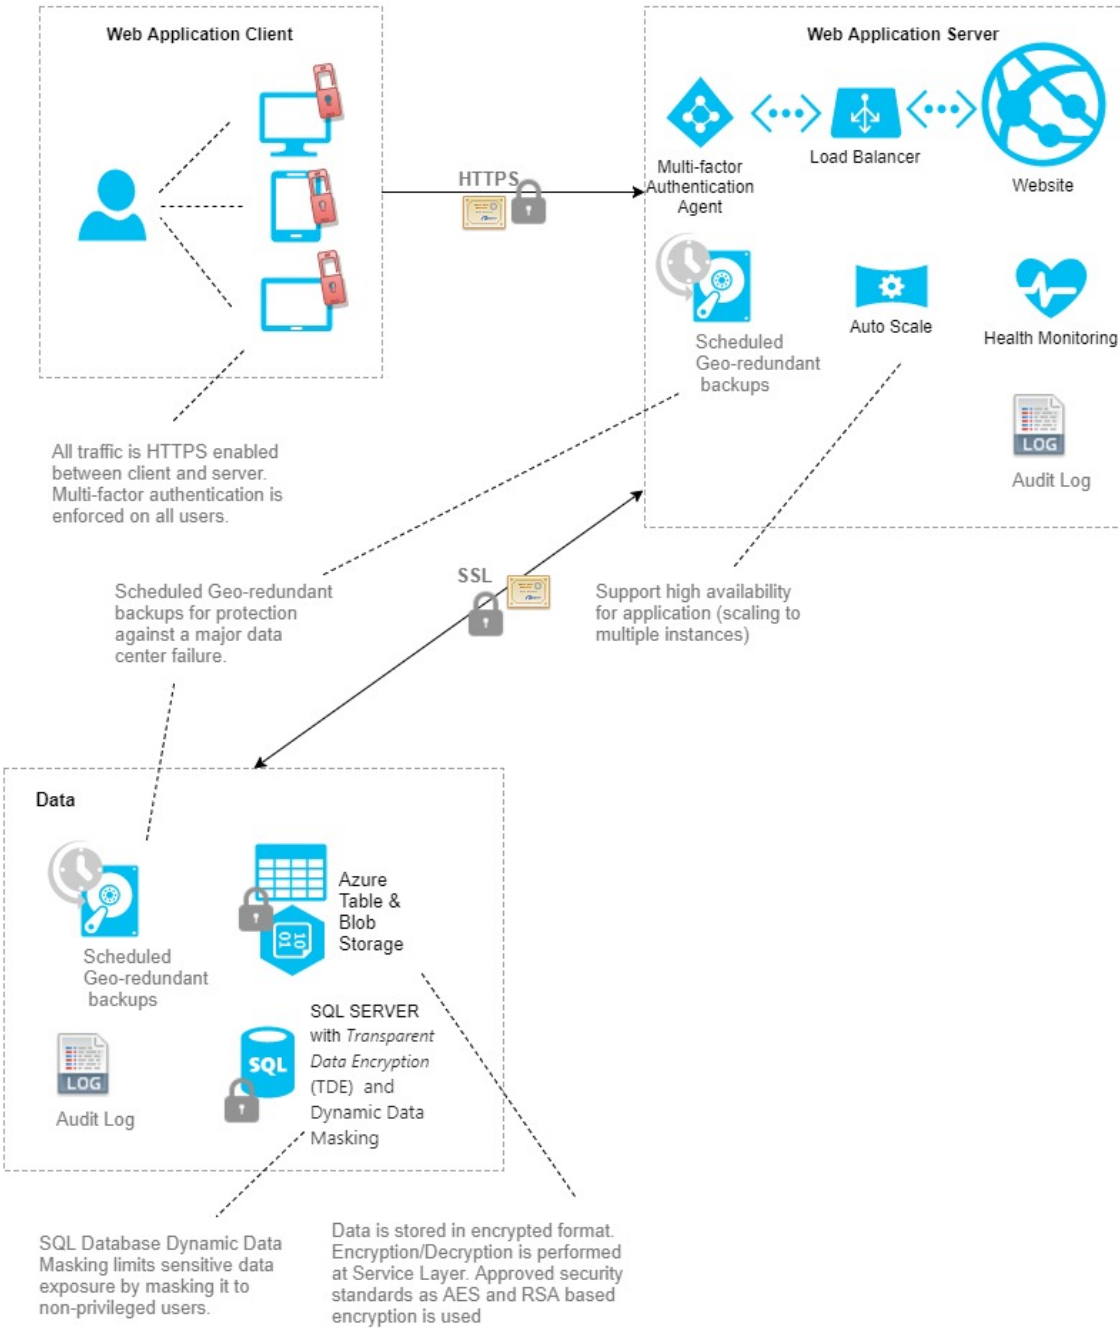 Web Application Client
Web Application Server
HTTPS
Multi-factor
Authentication
Agent
Load Balancer
Website
Scheduled
Geo-redundant
backups
Auto Scale
Health Monitoring
LOG
Audit Log
All traffic is HTTPS enabled
between client and server.
Multi-factor authentication is
enforced on all users.
Scheduled Geo-redundant
backups for protection
against a major data
center failure.
SSL
Support high availability
for application (scaling to
multiple instances)
Data
Scheduled
Geo-redundant
backups
10
01
Azure
Table &
Blob
Storage
LOG
Audit Log
SQL
SQL SERVER
with Transparent
Data Encryption
(TDE) and
Dynamic Data
Masking
SQL Database Dynamic Data
Masking limits sensitive data
exposure by masking it to
non-privileged users.
Data is stored in encrypted format.
Encryption/Decryption is performed
at Service Layer. Approved security
standards as AES and RSA based
encryption is used